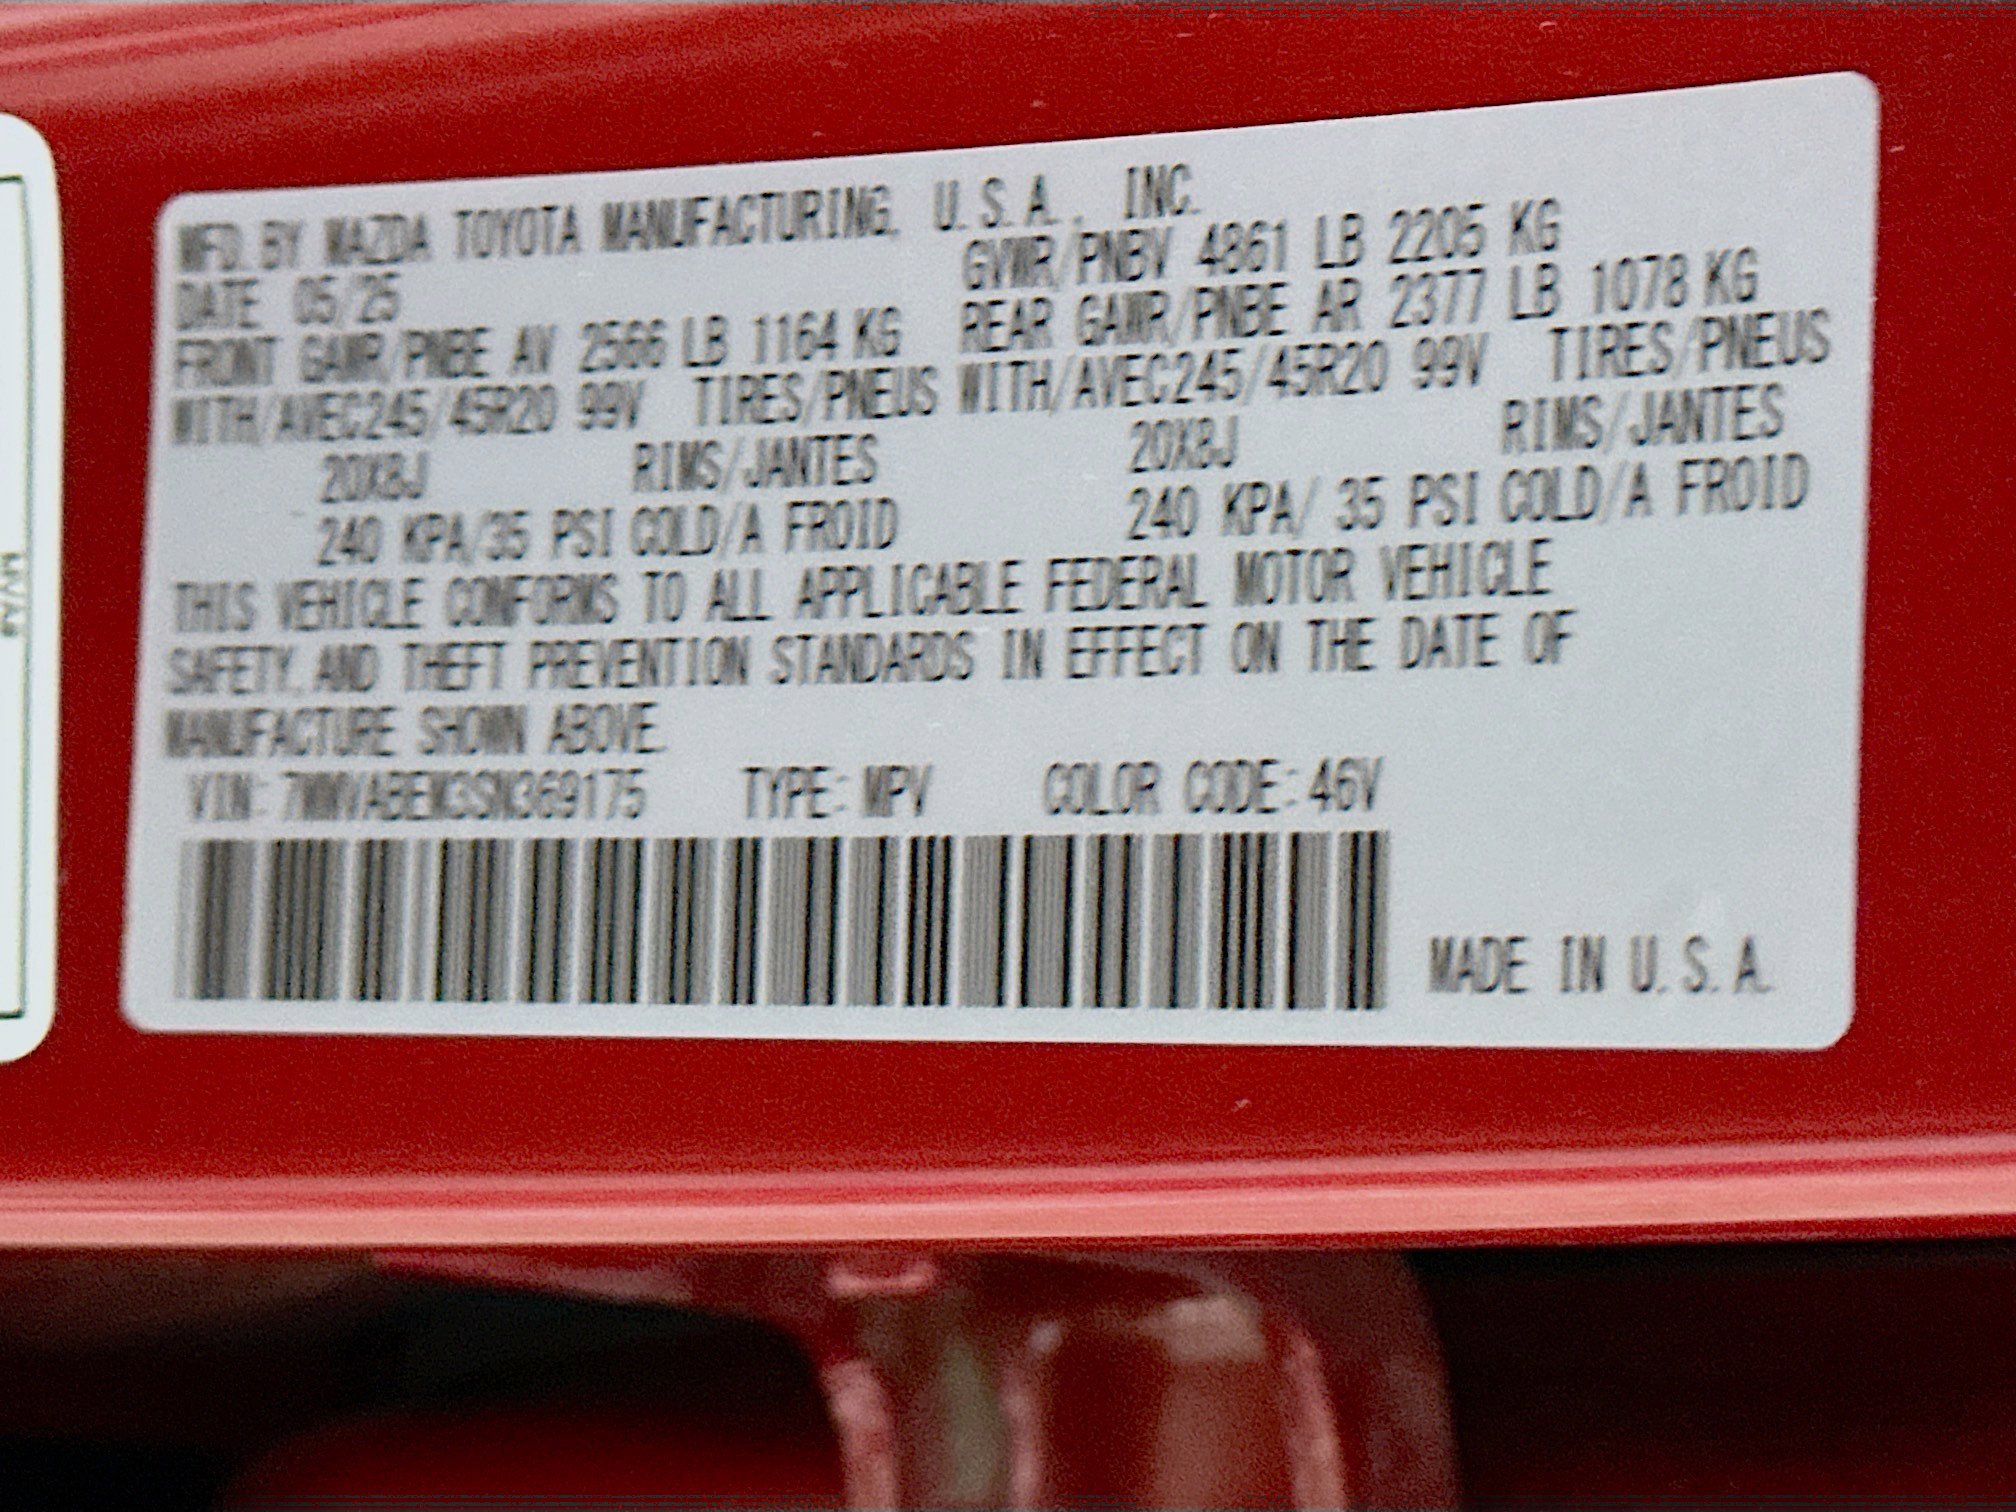 MFD. BY MAZDA TOYOTA MANUFACTURING, U.S.A., INC.
DATE 05/25 GVWR/PNBV 4861 LB 2205 KG
FRONT GAWR/PNBE AV 2566 LB 1164 KG REAR GAWR/PNBE AR 2377 LB 1078 KG
WITH/AVEC245/45R20 99V TIRES/PNEUS WITH/AVEC245/45R20 99V TIRES/PNEUS
20X8J RIMS/JANTES 20X8J RIMS/JANTES
240 KPA/35 PSI COLD/A FROID 240 KPA/ 35 PSI COLD/A FROID
THIS VEHICLE CONFORMS TO ALL APPLICABLE FEDERAL MOTOR VEHICLE
SAFETY, AND THEFT PREVENTION STANDARDS IN EFFECT ON THE DATE OF
MANUFACTURE SHOWN ABOVE.
VIN: 7MMVABEM3SN369175 TYPE: MPV COLOR CODE: 46V
MADE IN U.S.A.